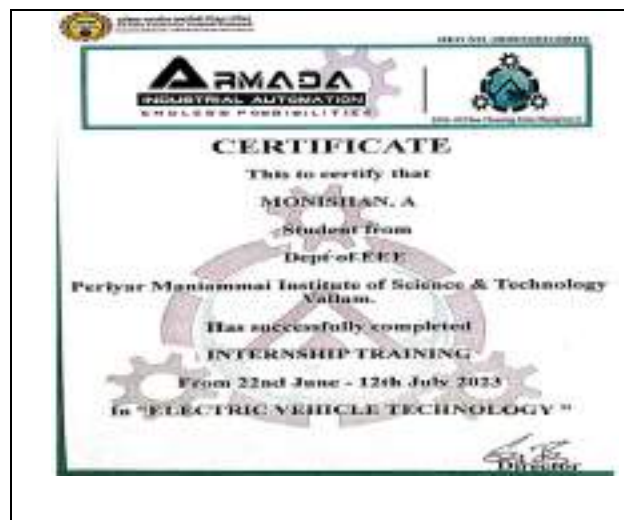 ARMADA
INDUSTRIAL AUTOMATION
ENDLESS POSSIBILITIES
CERTIFICATE
This to certify that
MONISHAN. A
Student from
Dept of EEE
Periyar Maniammai Institute of Science & Technology
Vallam.
Has successfully completed
INTERNSHIP TRAINING
From 22nd June - 12th July 2023
In "ELECTRIC VEHICLE TECHNOLOGY"
Director